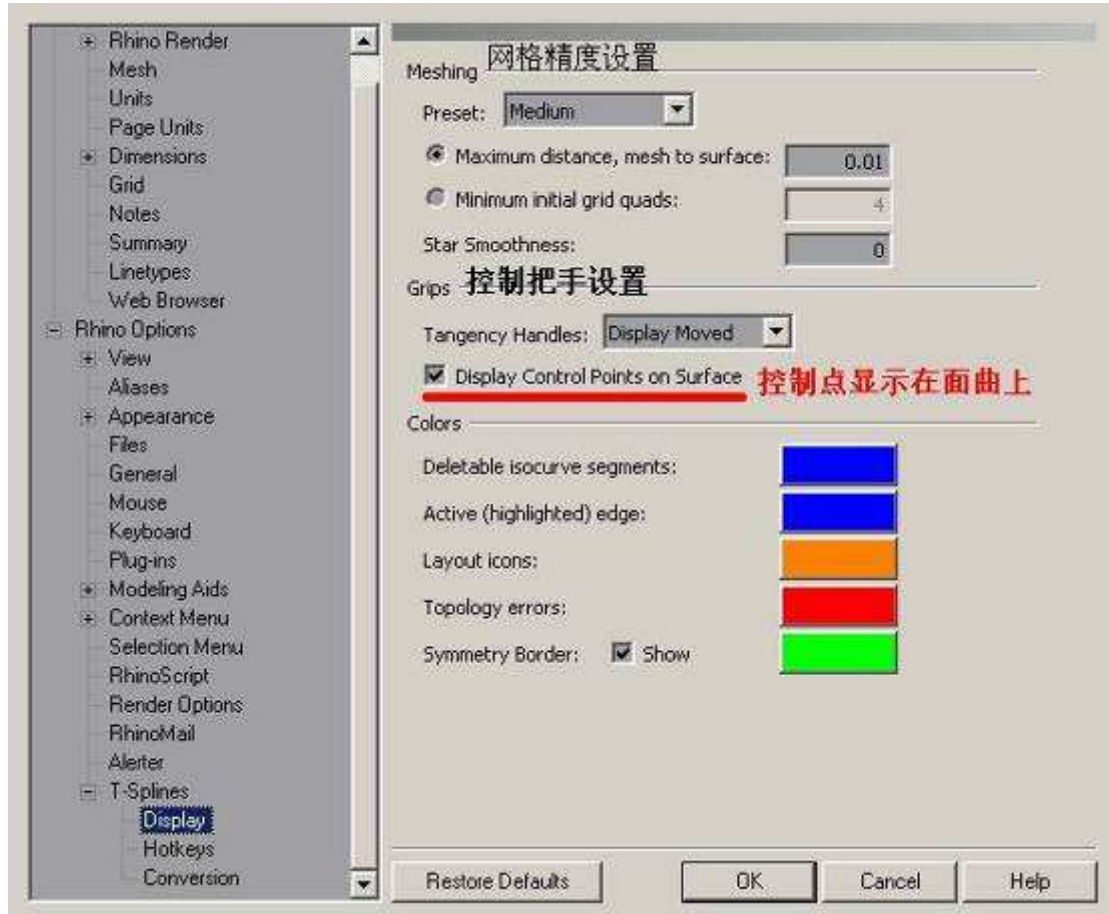 Rhino Render
Mesh
Units
Page Units
Dimensions
Grid
Notes
Summary
Linetypes
Web Browser
Rhino Options
View
Aliases
Appearance
Files
General
Mouse
Keyboard
Plug-ins
Modeling Aids
Context Menu
Selection Menu
RhinoScript
Render Options
RhinoMail
Alerter
T-Splines
Display
Hotkeys
Conversion
Meshing 网格精度设置
Preset: Medium
Maximum distance, mesh to surface: 0.01
Minimum initial grid quads: 4
Star Smoothness: 0
Grips 控制把手设置
Tangency Handles: Display Moved
Display Control Points on Surface 控制点显示在面曲上
Colors
Deletable isocurve segments:
Active (highlighted) edge:
Layout icons:
Topology errors:
Symmetry Border: Show
Restore Defaults OK Cancel Help